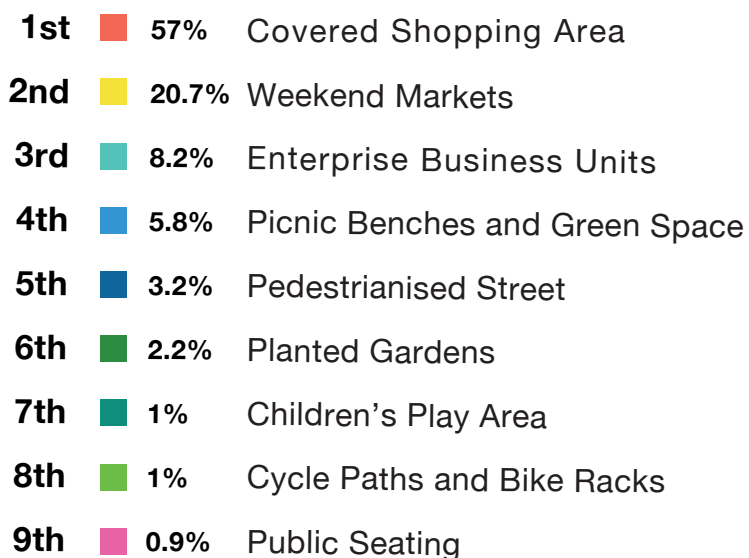 1st 57% Covered Shopping Area
2nd 20.7% Weekend Markets
3rd 8.2% Enterprise Business Units
4th 5.8% Picnic Benches and Green Space
5th 3.2% Pedestrianised Street
6th 2.2% Planted Gardens
7th 1% Children’s Play Area
8th 1% Cycle Paths and Bike Racks
9th 0.9% Public Seating